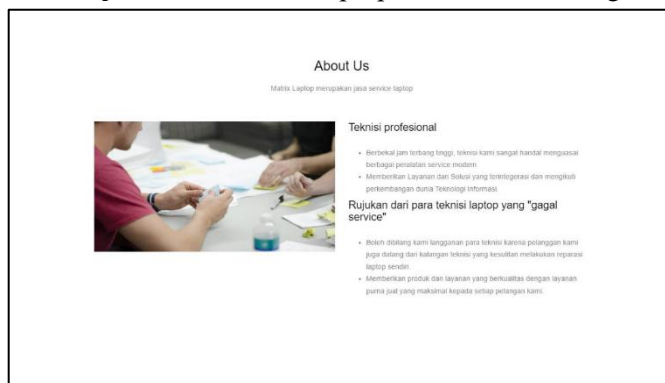 About Us
Matrix Laptop merupakan jasa service laptop
Teknisi profesional
Berbekal jam terbang tinggi, teknisi kami sangat handal menguasai
berbagai peralatan service modern
Memberikan Layanan dan Solusi yang terintegerasi dan mengikuti
perkembangan dunia Teknologi Informasi.
Rujukan dari para teknisi laptop yang "gagal
service"
Boleh dibilang kami langganan para teknisi karena pelanggan kami
juga datang dari kalangan teknisi yang kesulitan melakukan reparasi
laptop sendiri.
Memberikan produk dan layanan yang berkualitas dengan layanan
purna jual yang maksimal kepada setiap pelangan kami.